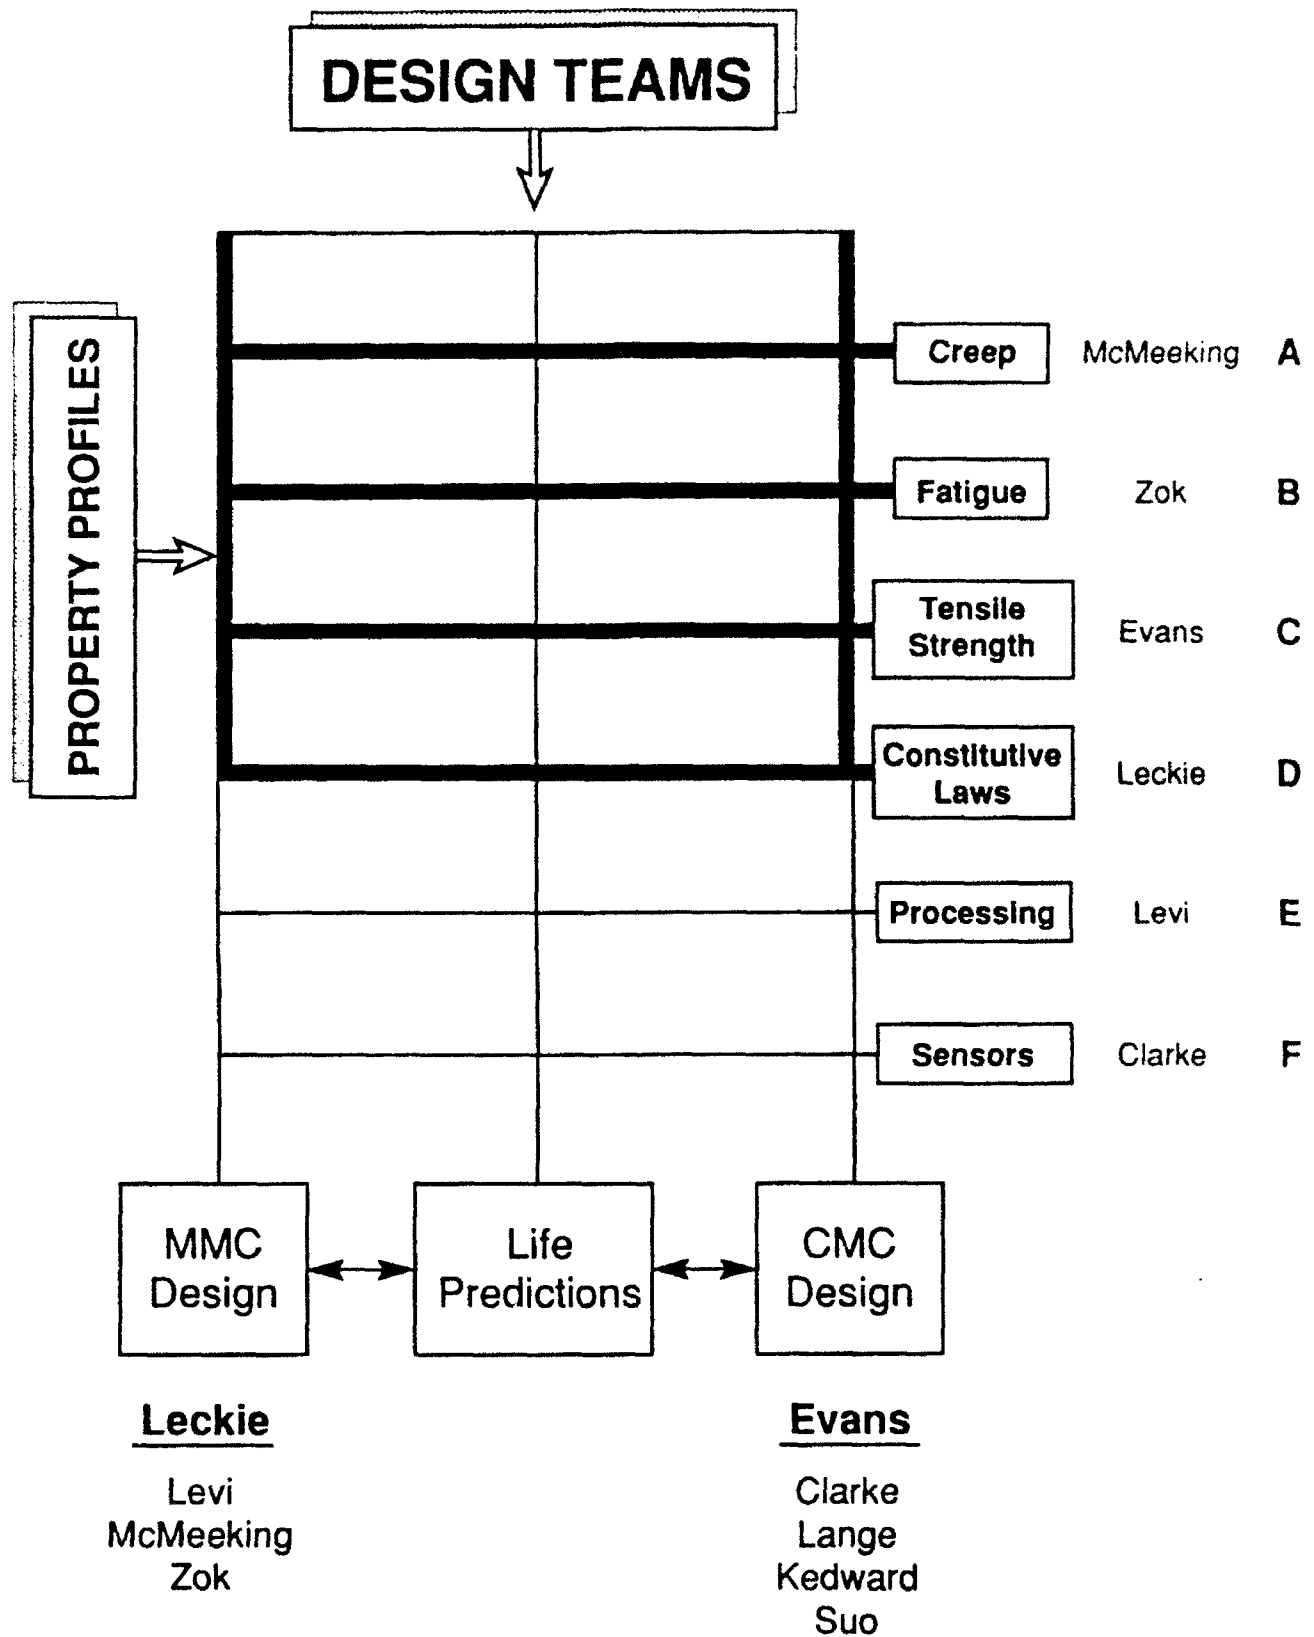 DESIGN TEAMS
PROPERTY PROFILES
Creep McMeeking A
Fatigue Zok B
Tensile
Strength Evans C
Constitutive
Laws Leckie D
Processing Levi E
Sensors Clarke F
MMC
Design
Life
Predictions
CMC
Design
Leckie
Levi
McMeeking
Zok
Evans
Clarke
Lange
Kedward
Suo